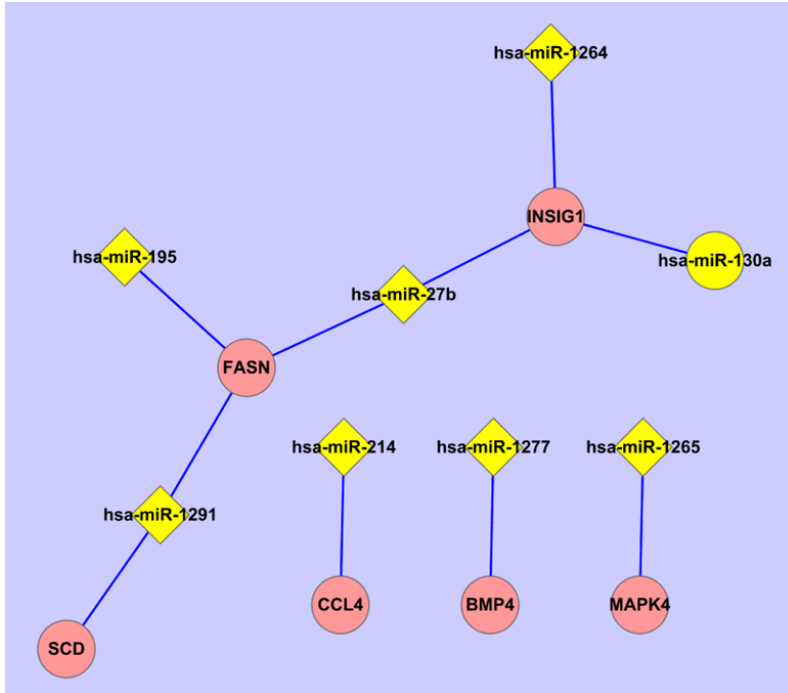 hsa-miR-1264
INSIG1
hsa-miR-195
hsa-miR-130a
hsa-miR-27b
FASN
hsa-miR-214
hsa-miR-1277
hsa-miR-1265
hsa-miR-1291
CCL4
BMP4
MAPK4
SCD